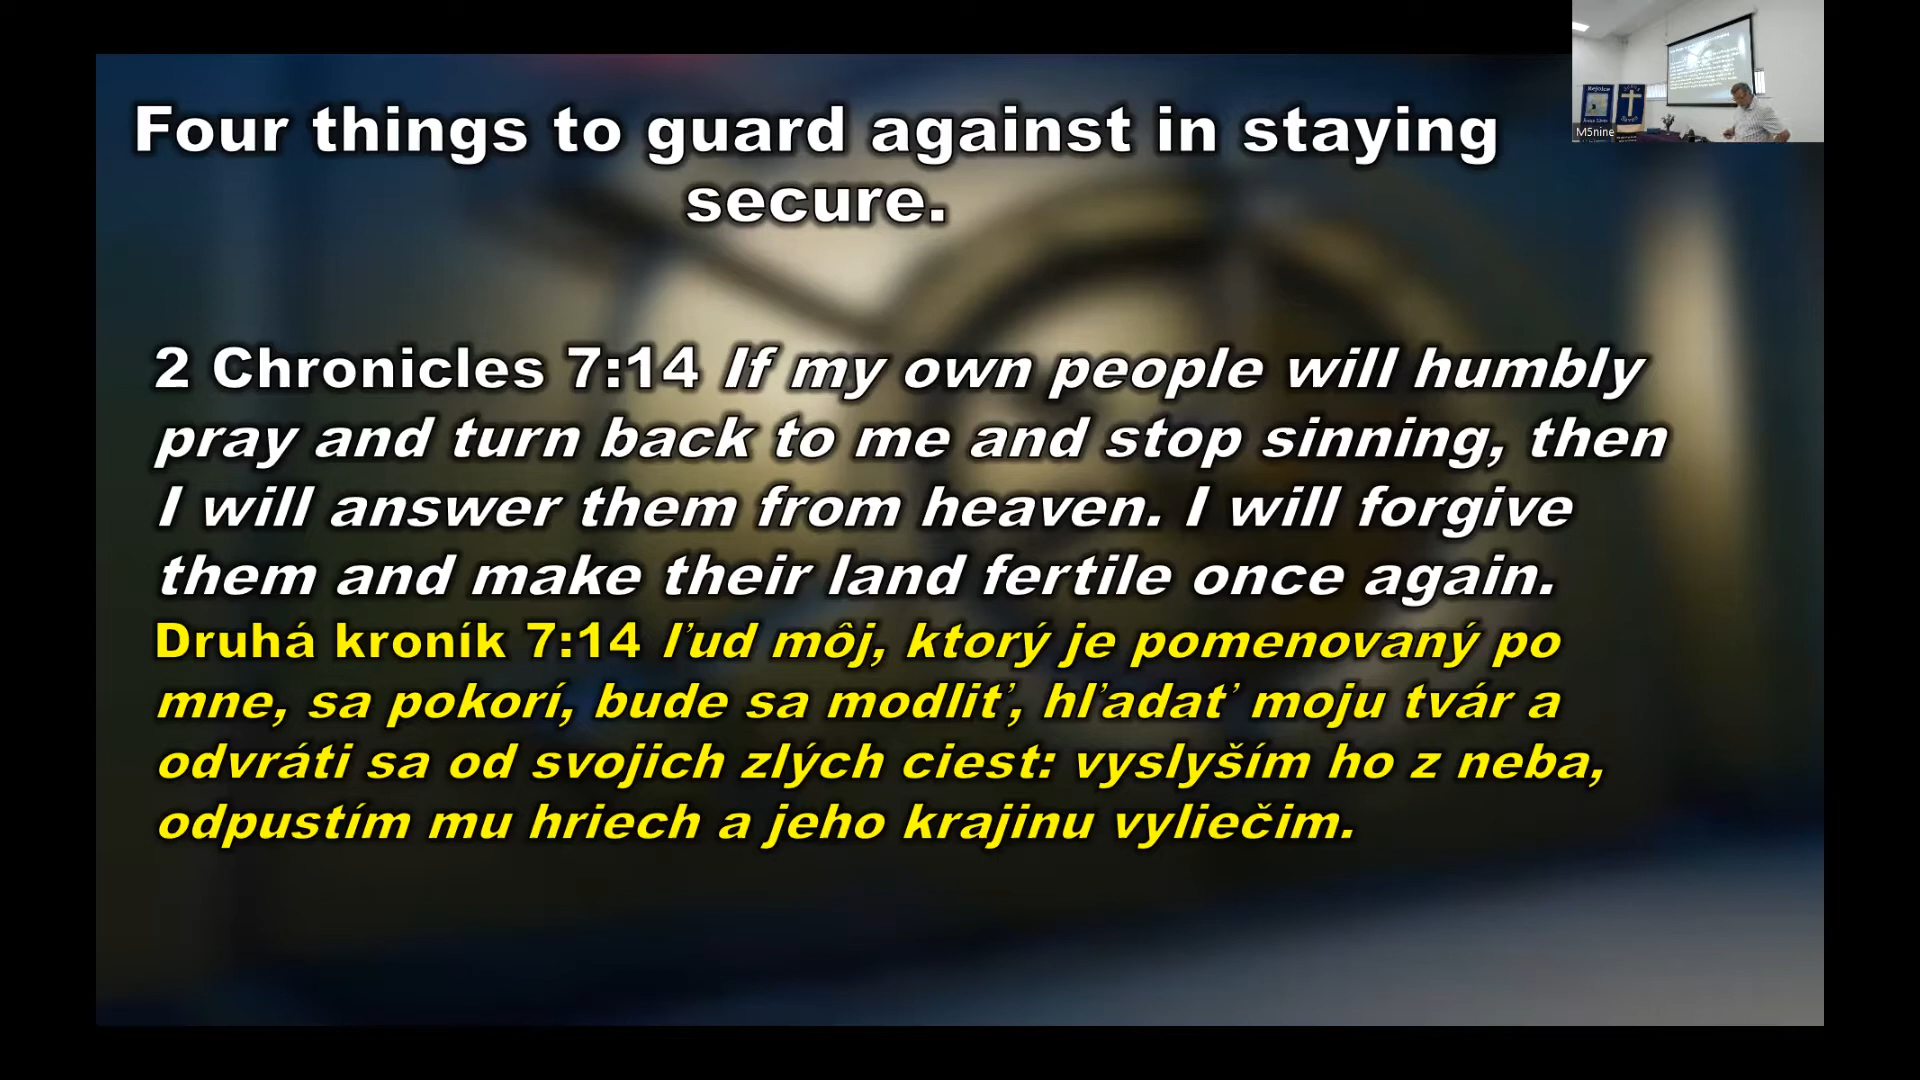 Four things to guard against in staying
secure.
2 Chronicles 7:14 If my own people will humbly
pray and turn back to me and stop sinning, then
I will answer them from heaven. I will forgive
them and make their land fertile once again.
Druhá kroník 7:14 ľud môj, ktorý je pomenovaný po
mne, sa pokorí, bude sa modliť, hľadať moju tvár a
odvráti sa od svojich zlých ciest: vyslyším ho z neba,
odpustím mu hriech a jeho krajinu vyliečim.
Rejoice
M5nine